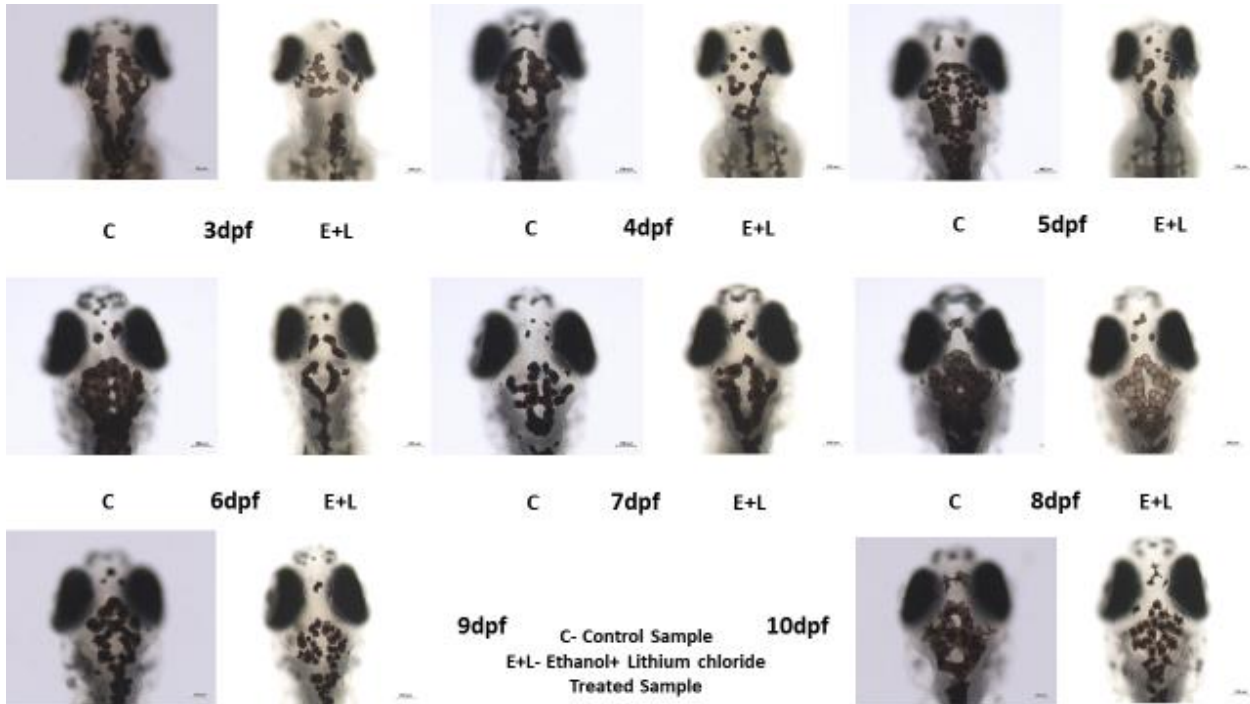 C 3dpf E+L
C 4dpf E+L
C 5dpf E+L
C 6dpf E+L
C 7dpf E+L
C 8dpf E+L
9dpf
10dpf
C- Control Sample
E+L- Ethanol+ Lithium chloride
Treated Sample